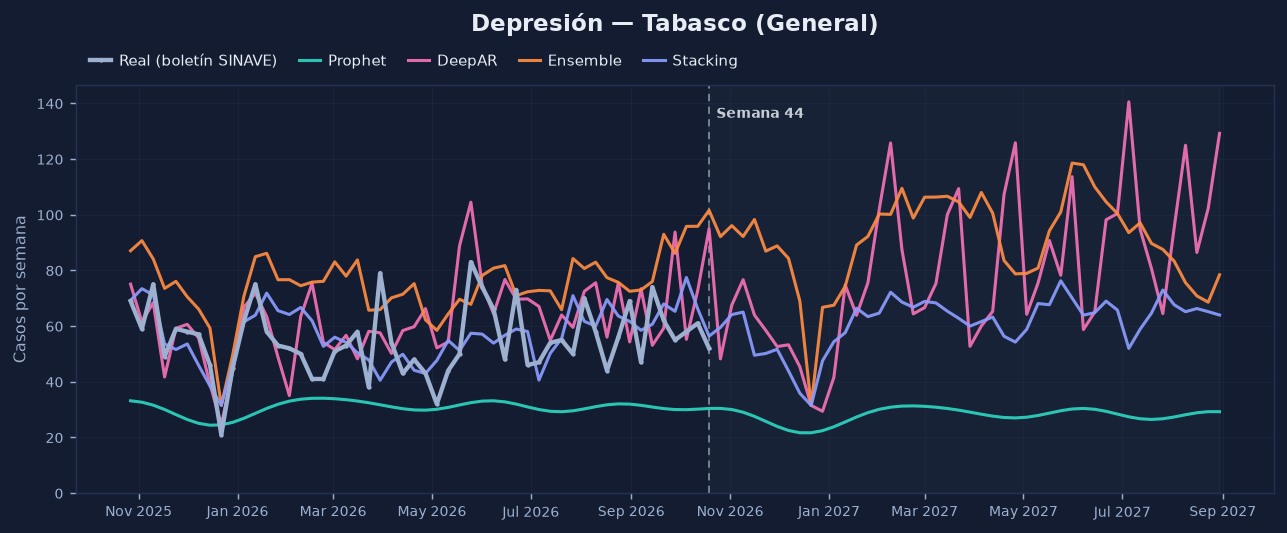 Depresión — Tabasco (General)
Real (boletín SINAVE) Prophet DeepAR Ensemble Stacking
Semana 44
Casos por semana
140
120
100
80
60
40
20
0
Nov 2025 Jan 2026 Mar 2026 May 2026 Jul 2026 Sep 2026 Nov 2026 Jan 2027 Mar 2027 May 2027 Jul 2027 Sep 2027